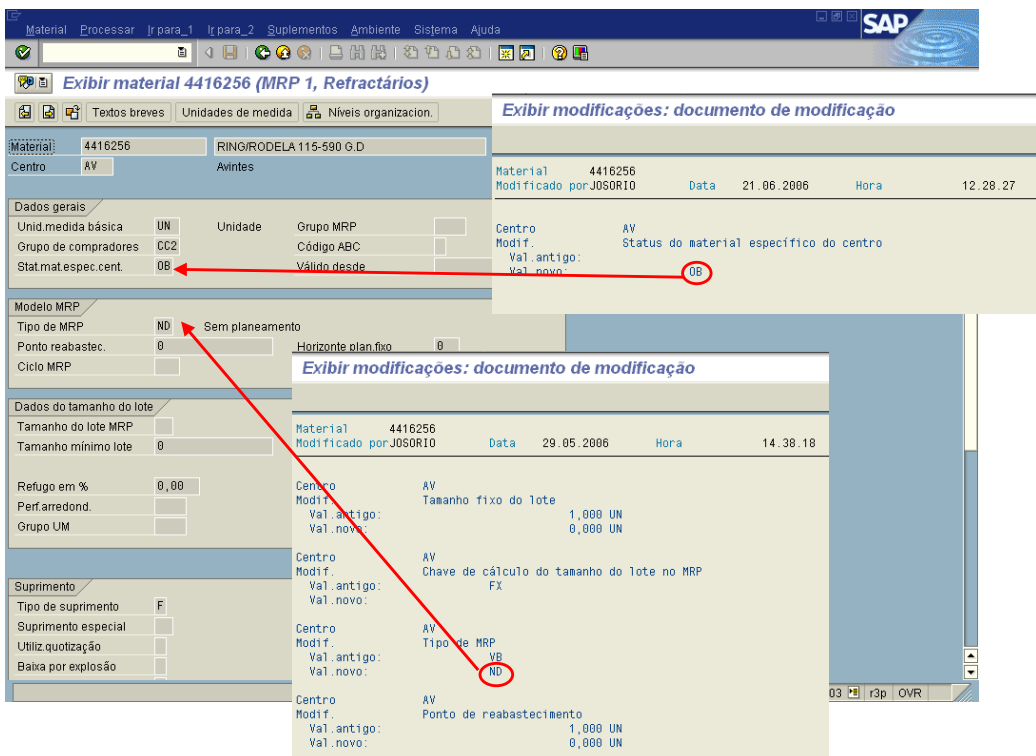 Material Processar Ir para_1 Ir para_2 Suplementos Ambiente Sistema Ajuda
SAP
Exibir material 4416256 (MRP 1, Refractários)
Textos breves Unidades de medida Níveis organizacion.
Material 4416256 RING/RODELA 115-590 G.D
Centro AV Avintes
Dados gerais
Unid.medida básica UN Unidade Grupo MRP
Grupo de compradores CC2 Código ABC
Stat.mat.espec.cent. OB Válido desde
Modelo MRP
Tipo de MRP ND Sem planeamento
Ponto reabastec. 0 Horizonte plan.fixo 0
Ciclo MRP
Dados do tamanho do lote
Tamanho do lote MRP
Tamanho mínimo lote 0
Refugo em % 0,00
Perf.arredond.
Grupo UM
Suprimento
Tipo de suprimento F
Suprimento especial
Utiliz.quotização
Baixa por explosão
03 r3p OVR
Exibir modificações: documento de modificação
Material 4416256
Modificado por JOSORIO Data 21.06.2006 Hora 12.28.27
Centro AV
Modif. Status do material específico do centro
Val.antigo:
Val.novo: OB
Exibir modificações: documento de modificação
Material 4416256
Modificado por JOSORIO Data 29.05.2006 Hora 14.38.18
Centro AV
Modif. Tamanho fixo do lote
Val.antigo: 1,000 UN
Val.novo: 0,000 UN
Centro AV
Modif. Chave de cálculo do tamanho do lote no MRP
Val.antigo: FX
Val.novo:
Centro AV
Modif. Tipo de MRP
Val.antigo: VB
Val.novo: ND
Centro AV
Modif. Ponto de reabastecimento
Val.antigo: 1,000 UN
Val.novo: 0,000 UN